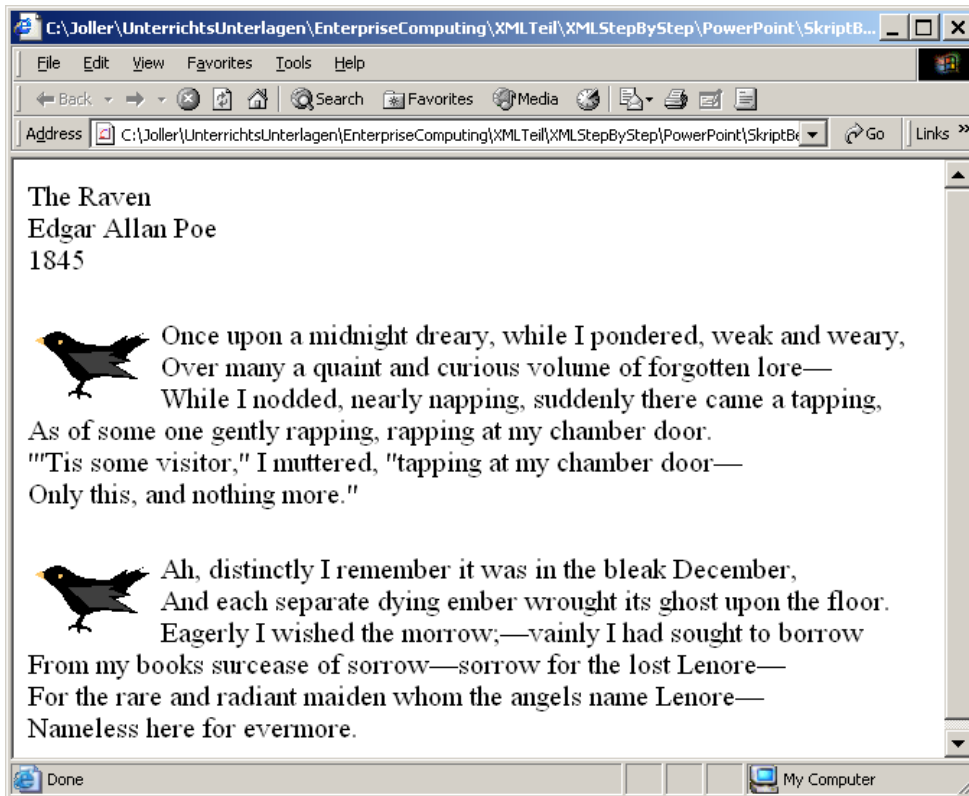 C:\Joller\UnterrichtsUnterlagen\EnterpriseComputing\XMLTeil\XMLStepByStep\PowerPoint\SkriptB...
File Edit View Favorites Tools Help
Back Search Favorites Media
Address C:\Joller\UnterrichtsUnterlagen\EnterpriseComputing\XMLTeil\XMLStepByStep\PowerPoint\SkriptBe Go Links »
The Raven
Edgar Allan Poe
1845
Once upon a midnight dreary, while I pondered, weak and weary,
Over many a quaint and curious volume of forgotten lore—
While I nodded, nearly napping, suddenly there came a tapping,
As of some one gently rapping, rapping at my chamber door.
"'Tis some visitor," I muttered, "tapping at my chamber door—
Only this, and nothing more."
Ah, distinctly I remember it was in the bleak December,
And each separate dying ember wrought its ghost upon the floor.
Eagerly I wished the morrow;—vainly I had sought to borrow
From my books surcease of sorrow—sorrow for the lost Lenore—
For the rare and radiant maiden whom the angels name Lenore—
Nameless here for evermore.
Done My Computer